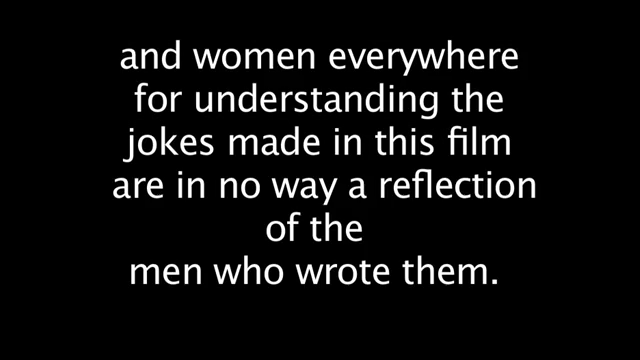 and women everywhere
for understanding the
jokes made in this film
are in no way a reflection
of the
men who wrote them.